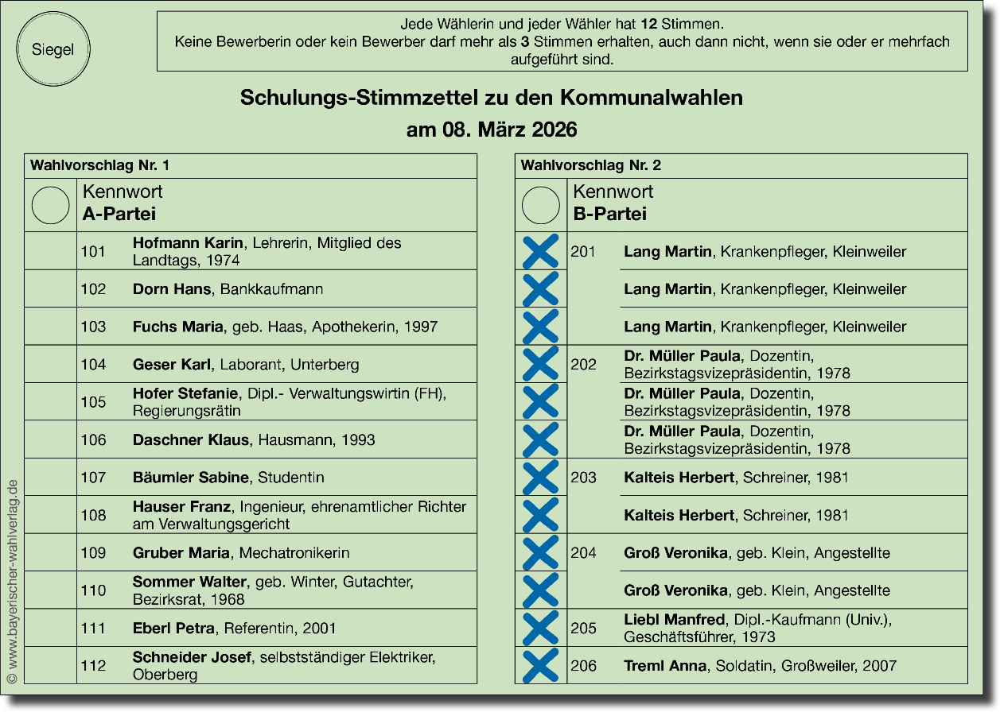 Siegel
Jede Wählerin und jeder Wähler hat 12 Stimmen.
Keine Bewerberin oder kein Bewerber darf mehr als 3 Stimmen erhalten, auch dann nicht, wenn sie oder er mehrfach
aufgeführt sind.
Schulungs-Stimmzettel zu den Kommunalwahlen
am 08. März 2026
Wahlvorschlag Nr. 1
Kennwort
A-Partei
101 Hofmann Karin, Lehrerin, Mitglied des
Landtags, 1974
102 Dorn Hans, Bankkaufmann
103 Fuchs Maria, geb. Haas, Apothekerin, 1997
104 Geser Karl, Laborant, Unterberg
105 Hofer Stefanie, Dipl.- Verwaltungswirtin (FH),
Regierungsrätin
106 Daschner Klaus, Hausmann, 1993
107 Bäumler Sabine, Studentin
108 Hauser Franz, Ingenieur, ehrenamtlicher Richter
am Verwaltungsgericht
109 Gruber Maria, Mechatronikerin
110 Sommer Walter, geb. Winter, Gutachter,
Bezirksrat, 1968
111 Eberl Petra, Referentin, 2001
112 Schneider Josef, selbstständiger Elektriker,
Oberberg
Wahlvorschlag Nr. 2
Kennwort
B-Partei
201 Lang Martin, Krankenpfleger, Kleinweiler
Lang Martin, Krankenpfleger, Kleinweiler
Lang Martin, Krankenpfleger, Kleinweiler
202 Dr. Müller Paula, Dozentin,
Bezirkstagsvizepräsidentin, 1978
Dr. Müller Paula, Dozentin,
Bezirkstagsvizepräsidentin, 1978
Dr. Müller Paula, Dozentin,
Bezirkstagsvizepräsidentin, 1978
203 Kalteis Herbert, Schreiner, 1981
Kalteis Herbert, Schreiner, 1981
204 Groß Veronika, geb. Klein, Angestellte
Groß Veronika, geb. Klein, Angestellte
205 Liebl Manfred, Dipl.-Kaufmann (Univ.),
Geschäftsführer, 1973
206 Treml Anna, Soldatin, Großweiler, 2007
© www.bayerischer-wahlverlag.de